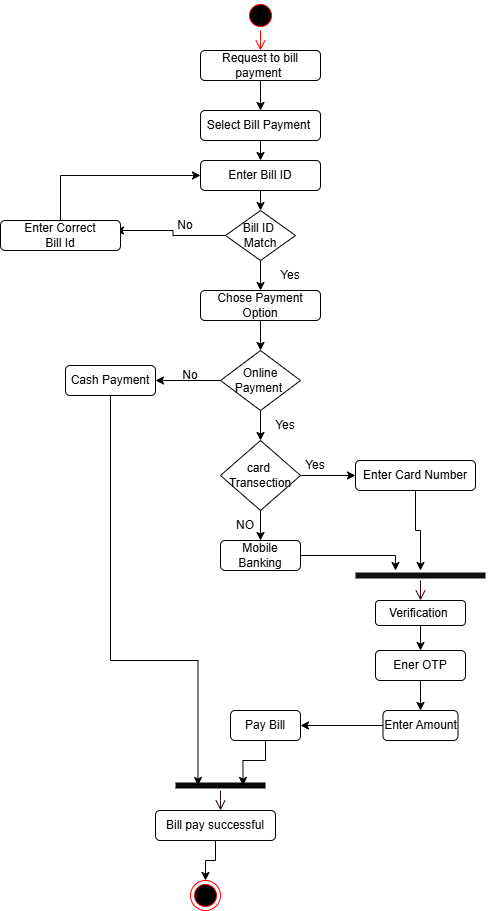 Request to bill
payment
Select Bill Payment
Enter Bill ID
Bill ID
Match
No
Enter Correct
Bill Id
Yes
Chose Payment
Option
Online
Payment
No
Cash Payment
Yes
card
Transection
Yes
Enter Card Number
NO
Mobile
Banking
Verification
Ener OTP
Enter Amount
Pay Bill
Bill pay successful